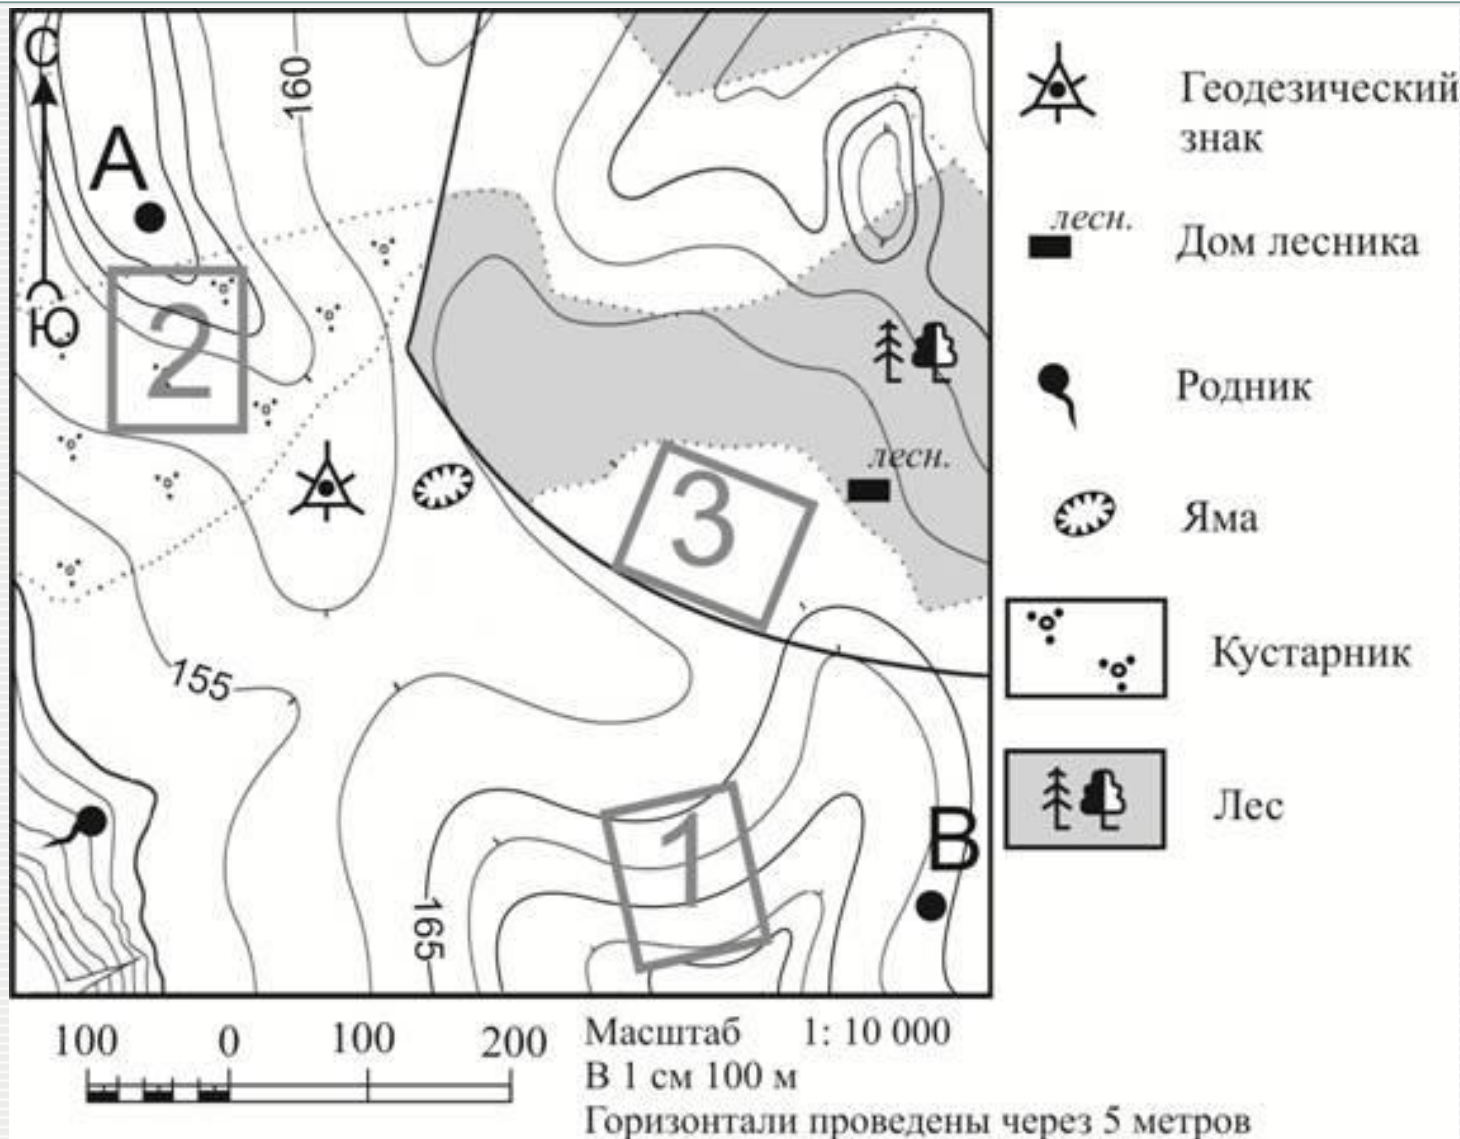 С
Ю
А
В
160
155
165
1
2
3
лесн.
Геодезический
знак
лесн.
Дом лесника
Родник
Яма
Кустарник
Лес
100 0 100 200
Масштаб 1: 10 000
В 1 см 100 м
Горизонтали проведены через 5 метров